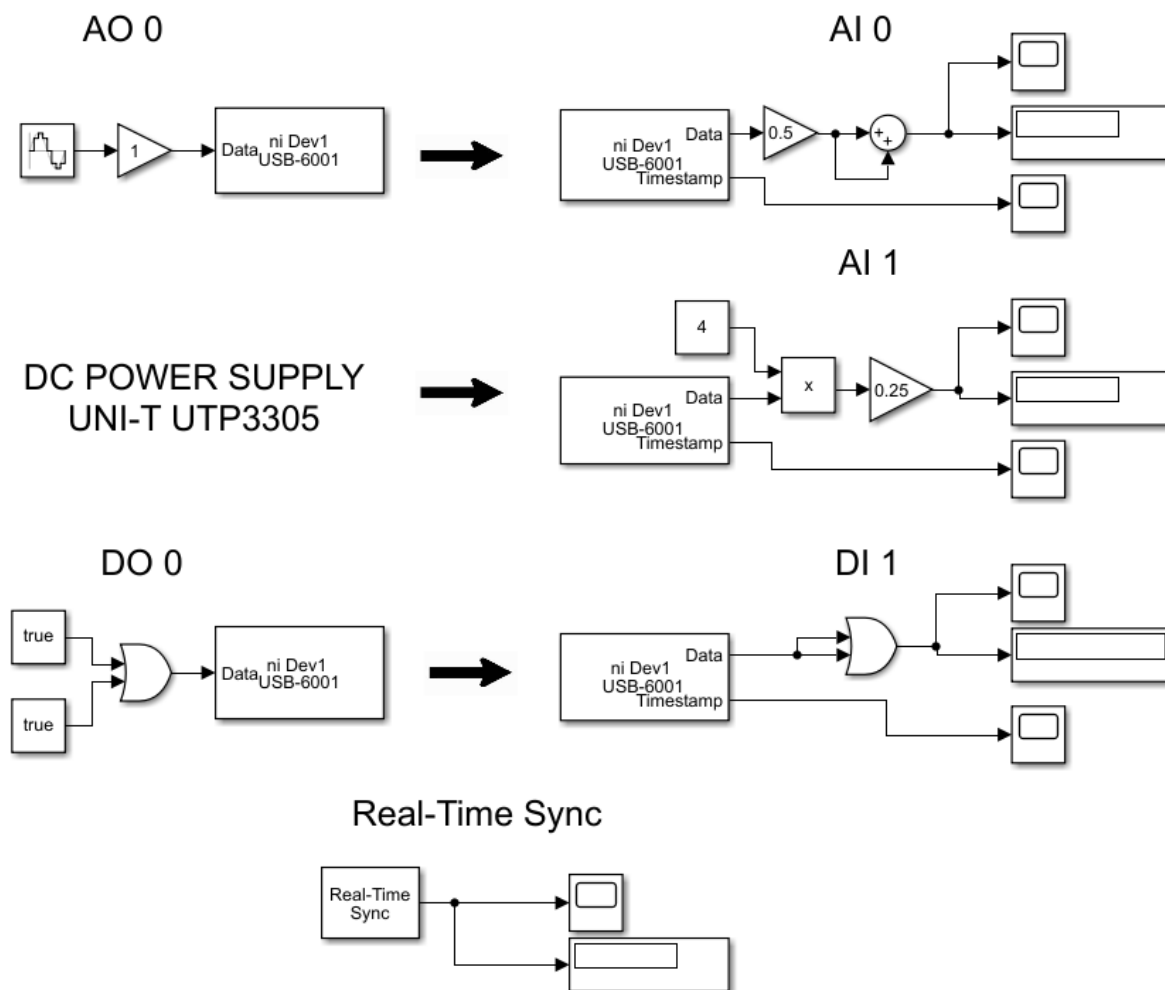 AO 0
AI 0
1
Data
ni Dev1
USB-6001
ni Dev1
USB-6001
Data
Timestamp
0.5
+
+
AI 1
DC POWER SUPPLY
UNI-T UTP3305
4
ni Dev1
USB-6001
Data
Timestamp
x
0.25
DO 0
DI 1
true
true
Data
ni Dev1
USB-6001
ni Dev1
USB-6001
Data
Timestamp
Real-Time Sync
Real-Time
Sync